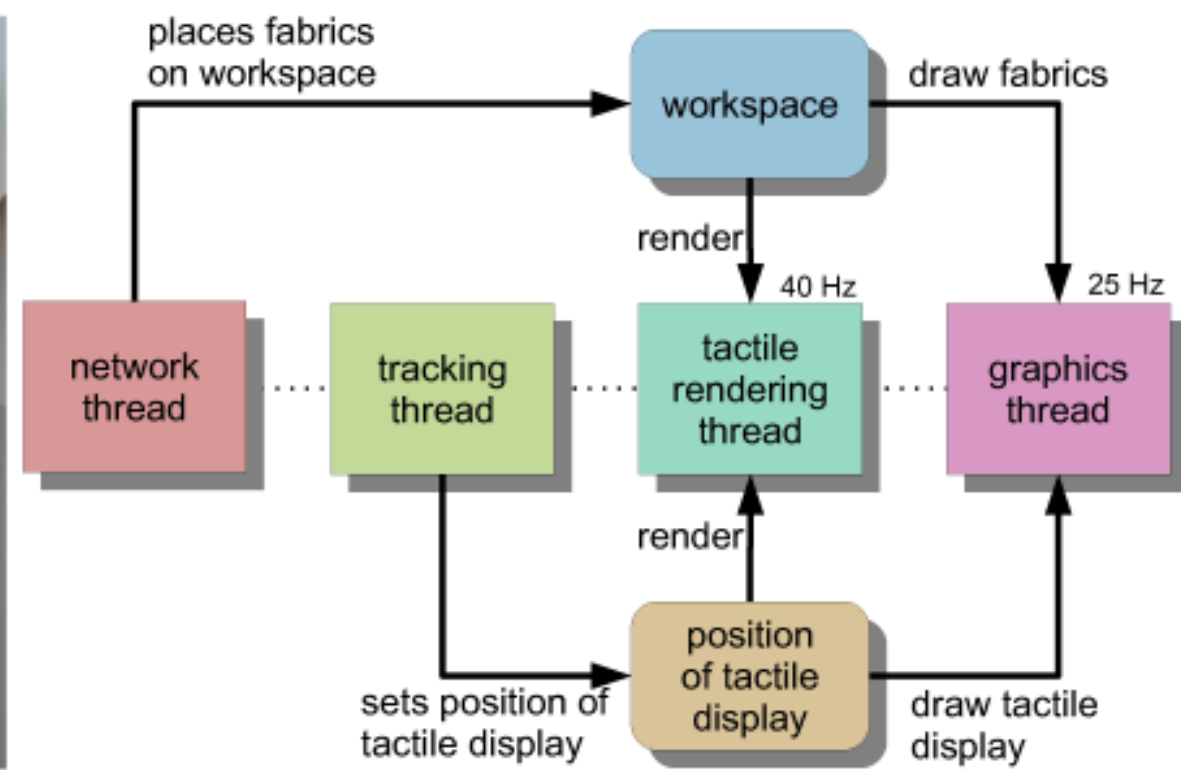 places fabrics
on workspace
workspace
draw fabrics
render
40 Hz
25 Hz
network
thread
tracking
thread
tactile
rendering
thread
graphics
thread
render
position
of tactile
display
sets position of
tactile display
draw tactile
display